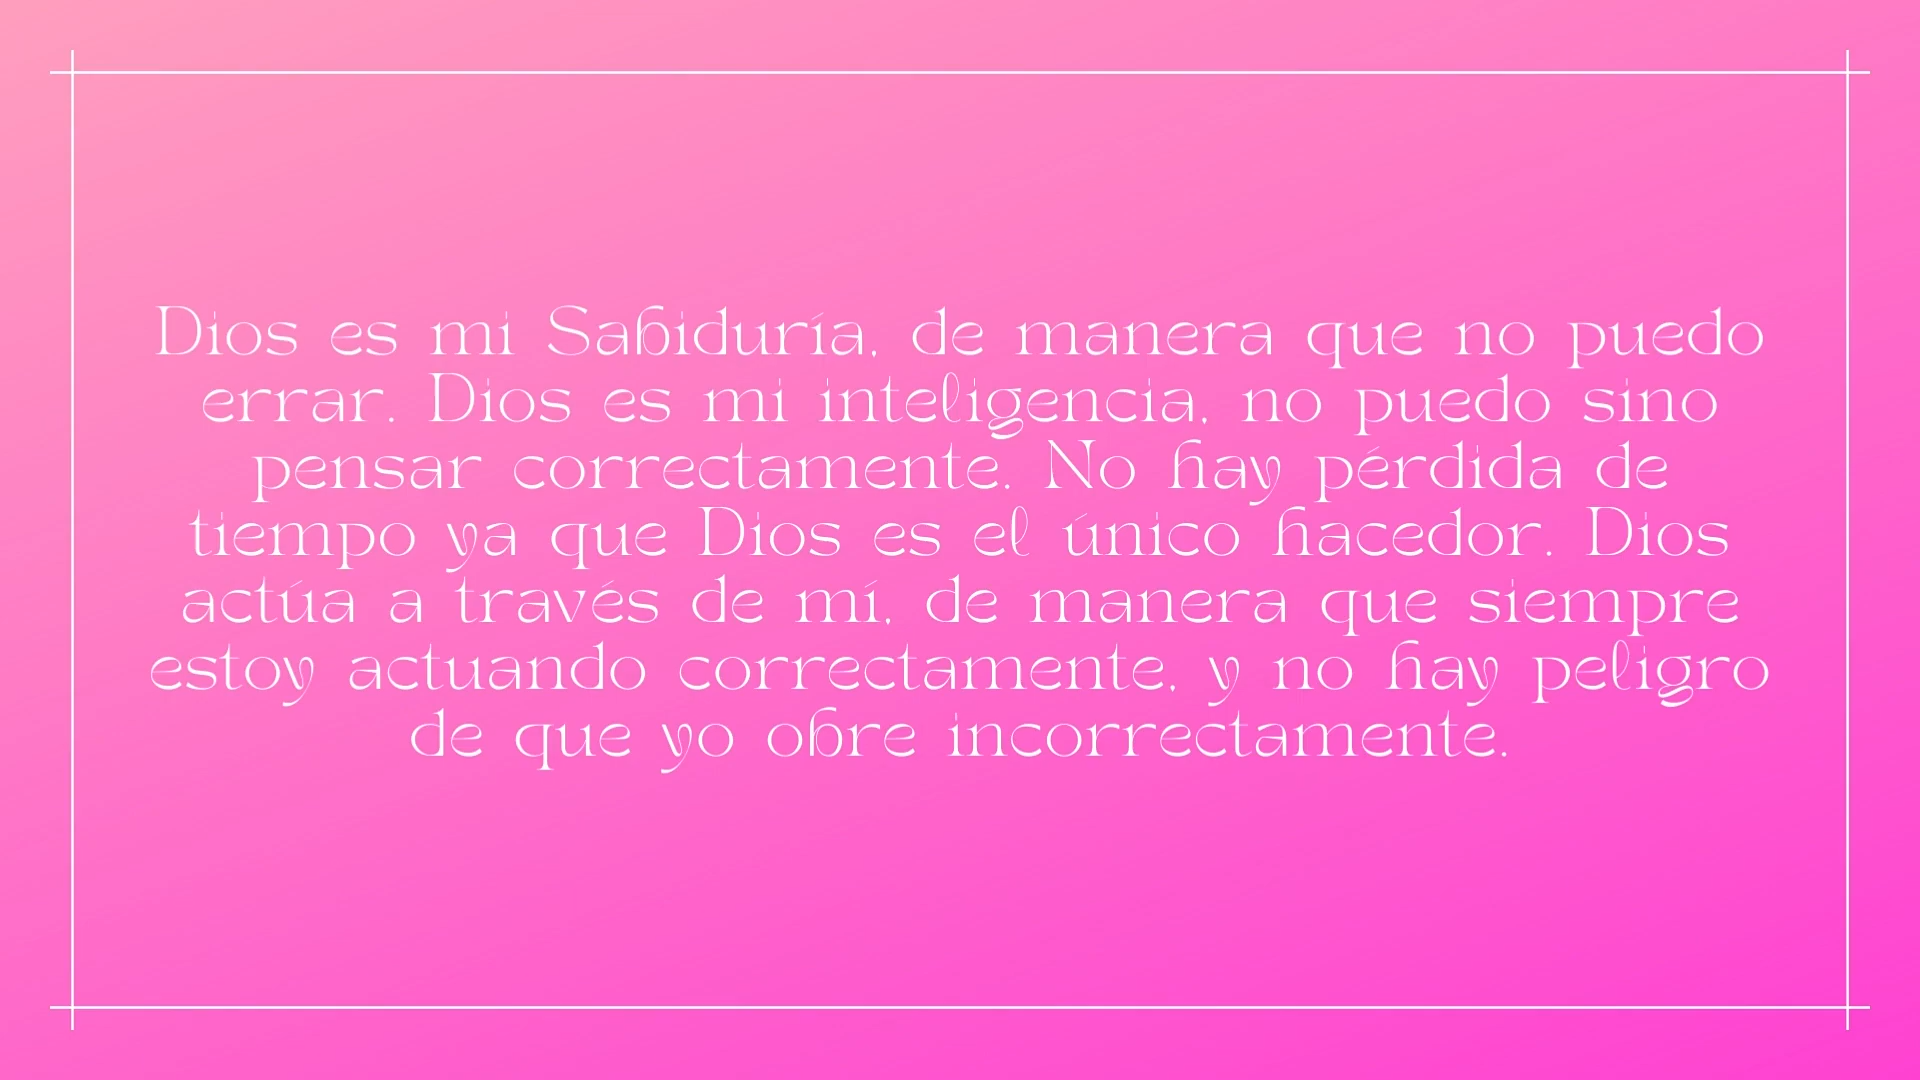 Dios es mi Sabiduría, de manera que no puedo
errar. Dios es mi inteligencia, no puedo sino
pensar correctamente. No hay pérdida de
tiempo ya que Dios es el único hacedor. Dios
actúa a través de mí, de manera que siempre
estoy actuando correctamente, y no hay peligro
de que yo obre incorrectamente.